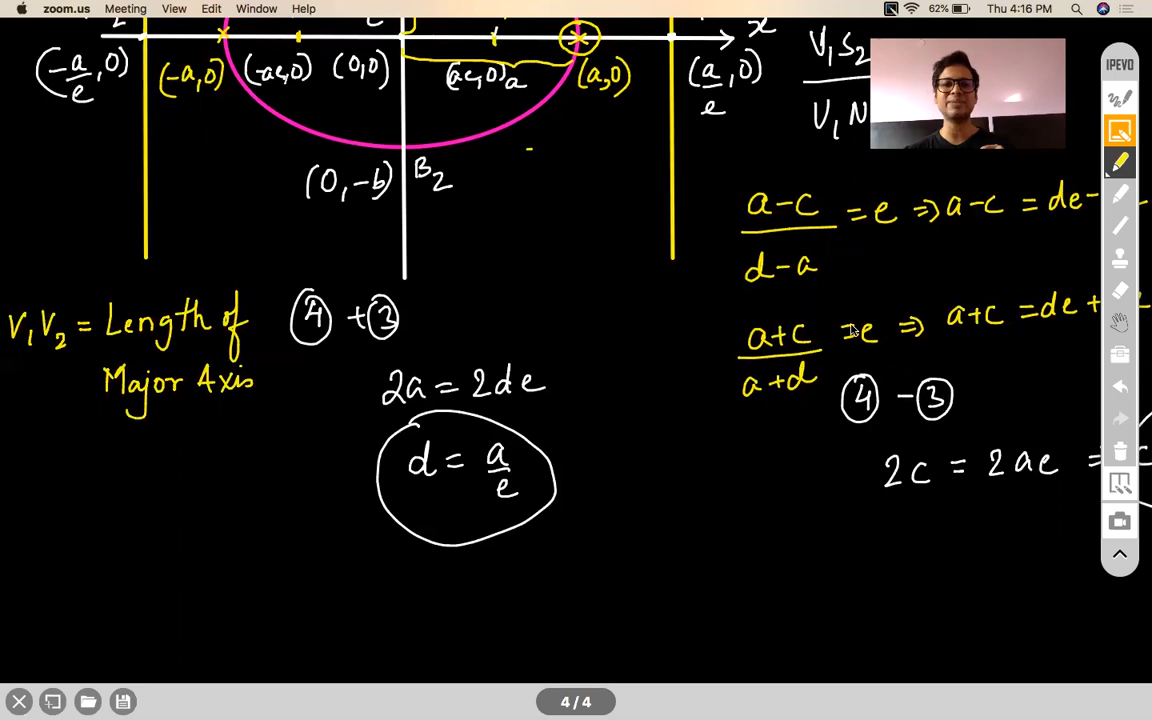 zoom.us Meeting View Edit Window Help
62% Thu 4:16 PM
x
(-a/e, 0) (-a,0) (-ae,0) (0,0) (ae,0) a (a,0) (a/e, 0)
V₁S₂
V₁N
IPEVO
(0,-b) B₂
a-c / d-a = e ⇒ a-c = de-
V₁V₂ = Length of
Major Axis
④ + ③
2a = 2de
d = a/e
a+c / a+d = e ⇒ a+c = de+
④ - ③
2c = 2ae =
4/4